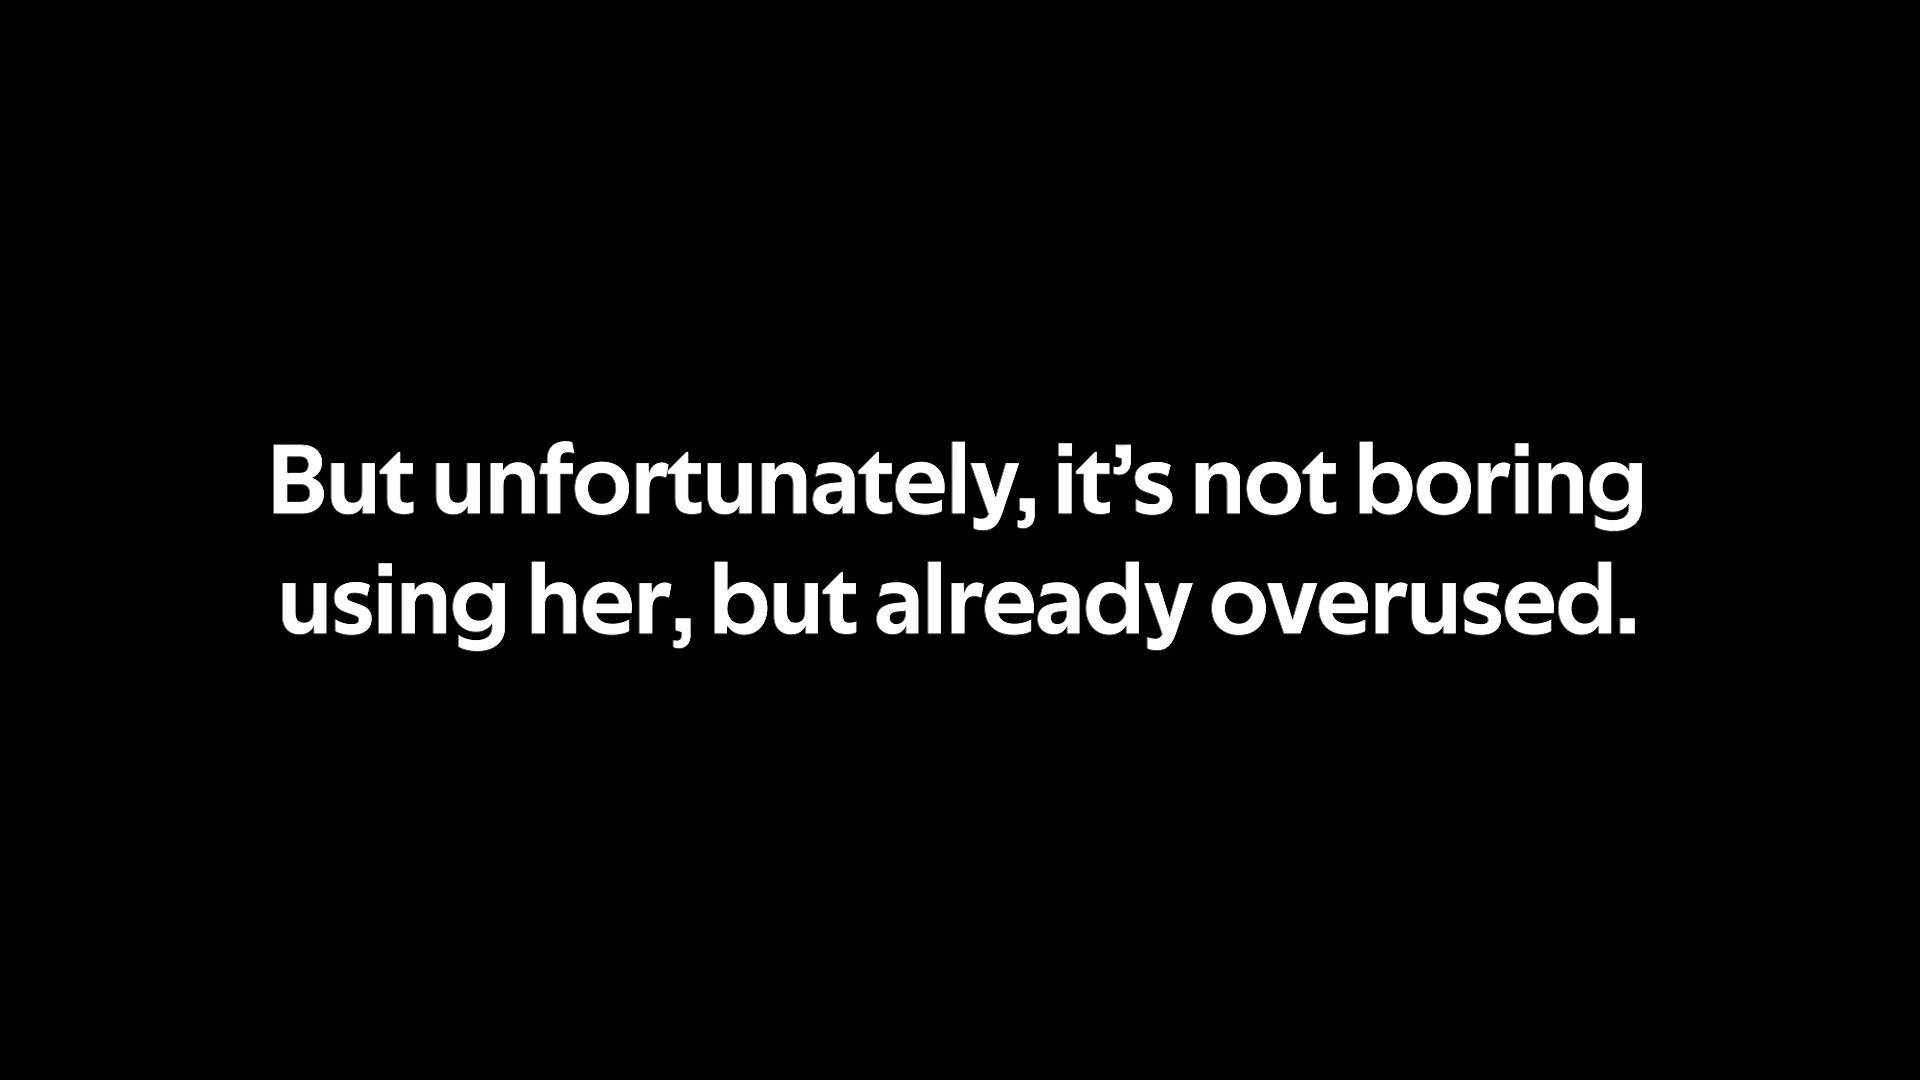 But unfortunately, it’s not boring
using her, but already overused.